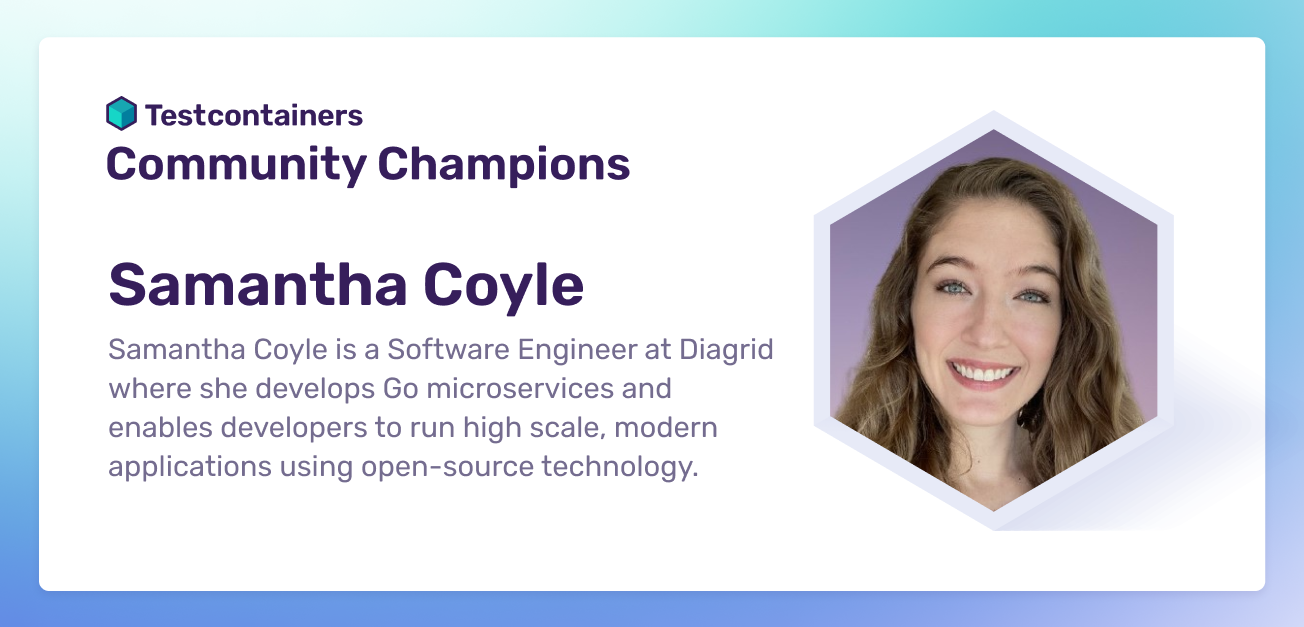 Testcontainers
Community Champions
Samantha Coyle
Samantha Coyle is a Software Engineer at Diagrid
where she develops Go microservices and
enables developers to run high scale, modern
applications using open-source technology.